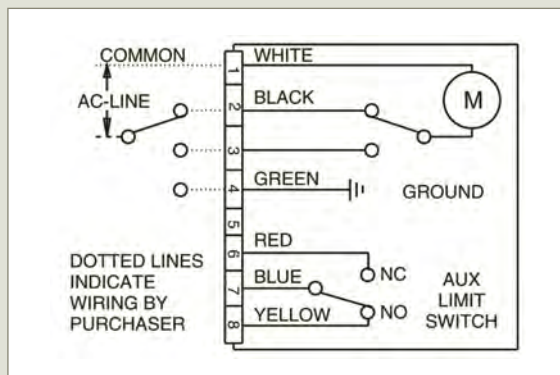 COMMON
AC-LINE
1
WHITE
2
BLACK
3
4
GREEN
5
6
RED
7
BLUE
8
YELLOW
M
GROUND
NC
NO
AUX
LIMIT
SWITCH
DOTTED LINES
INDICATE
WIRING BY
PURCHASER